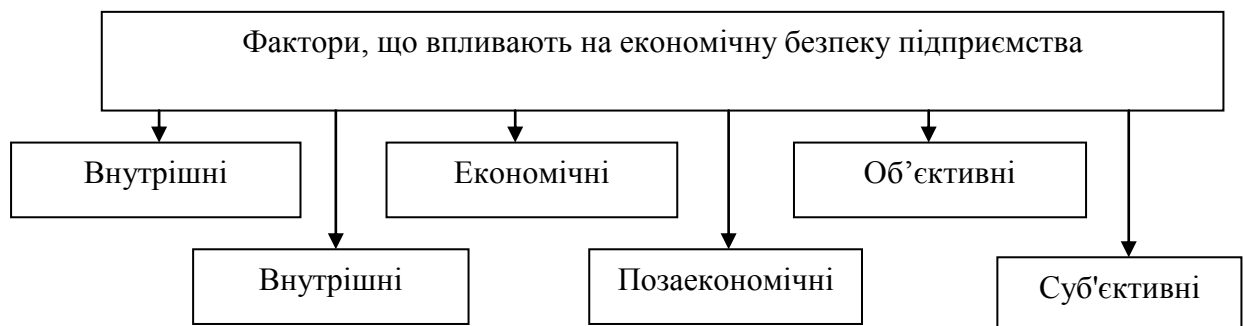 Фактори, що впливають на економічну безпеку підприємства
Внутрішні
Економічні
Об’єктивні
Внутрішні
Позаекономічні
Суб'єктивні